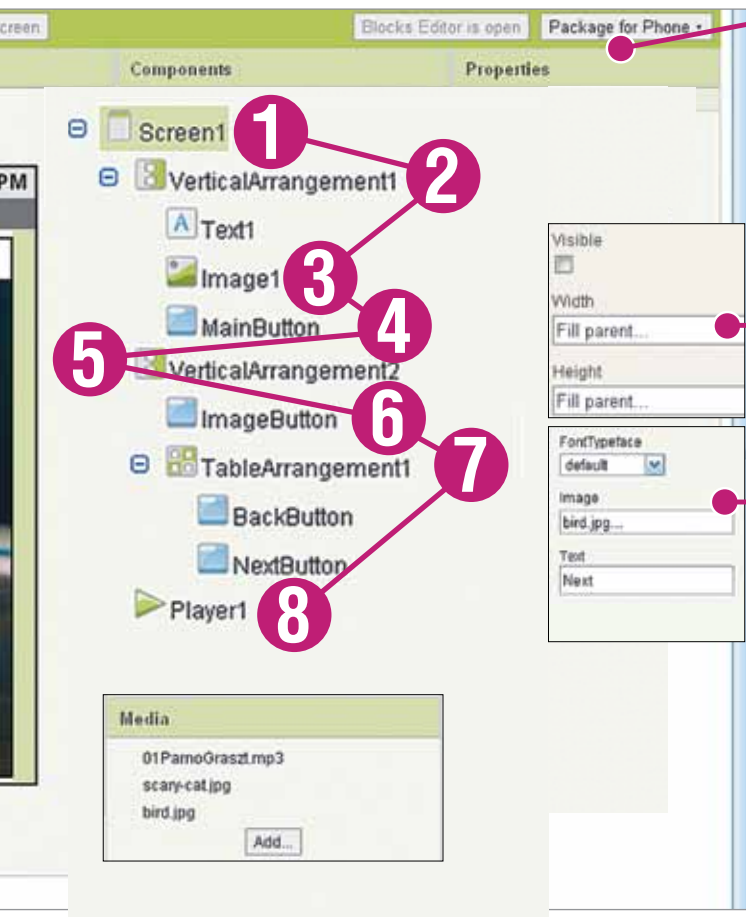 creen
Blocks Editor is open
Package for Phone
Components
Properties
Screen1
1
PM
VerticalArrangement1
2
Text1
Image1
3
MainButton
4
5
VerticalArrangement2
ImageButton
6
TableArrangement1
7
BackButton
NextButton
Player1
8
Visible
Width
Fill parent...
Height
Fill parent...
FontTypeface
default
Image
bird.jpg...
Text
Next
Media
01ParnoGraszt.mp3
scary-cat.jpg
bird.jpg
Add...